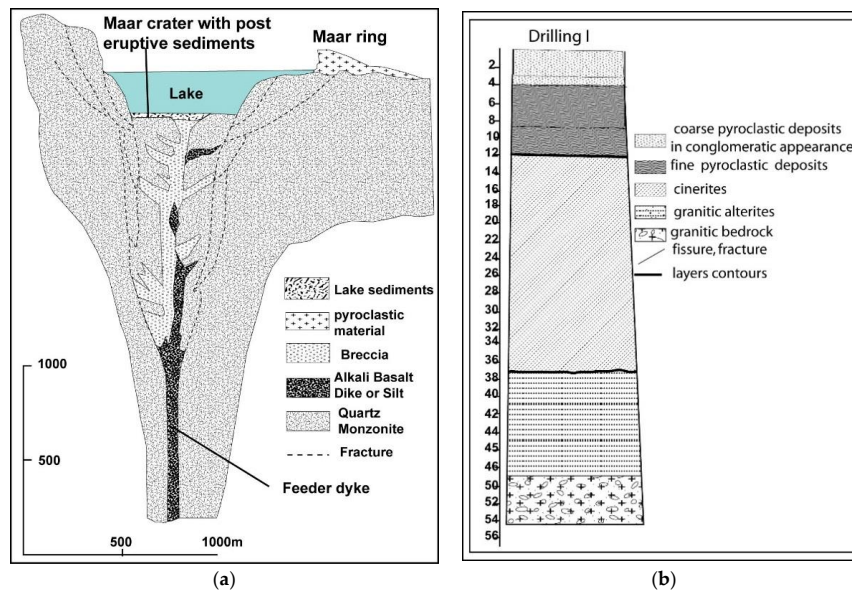 Maar crater with post
eruptive sediments
Maar ring
Lake
Lake sediments
pyroclastic
material
Breccia
Alkali Basalt
Dike or Silt
Quartz
Monzonite
Fracture
Feeder dyke
1000
500
500
1000m
(a)
Drilling I
2
4
6
8
10
12
14
16
18
20
22
24
26
28
30
32
34
36
38
40
42
44
46
48
50
52
54
56
coarse pyroclastic deposits
in conglomeratic appearance
fine pyroclastic deposits
cinerites
granitic alterites
granitic bedrock
fissure, fracture
layers contours
(b)